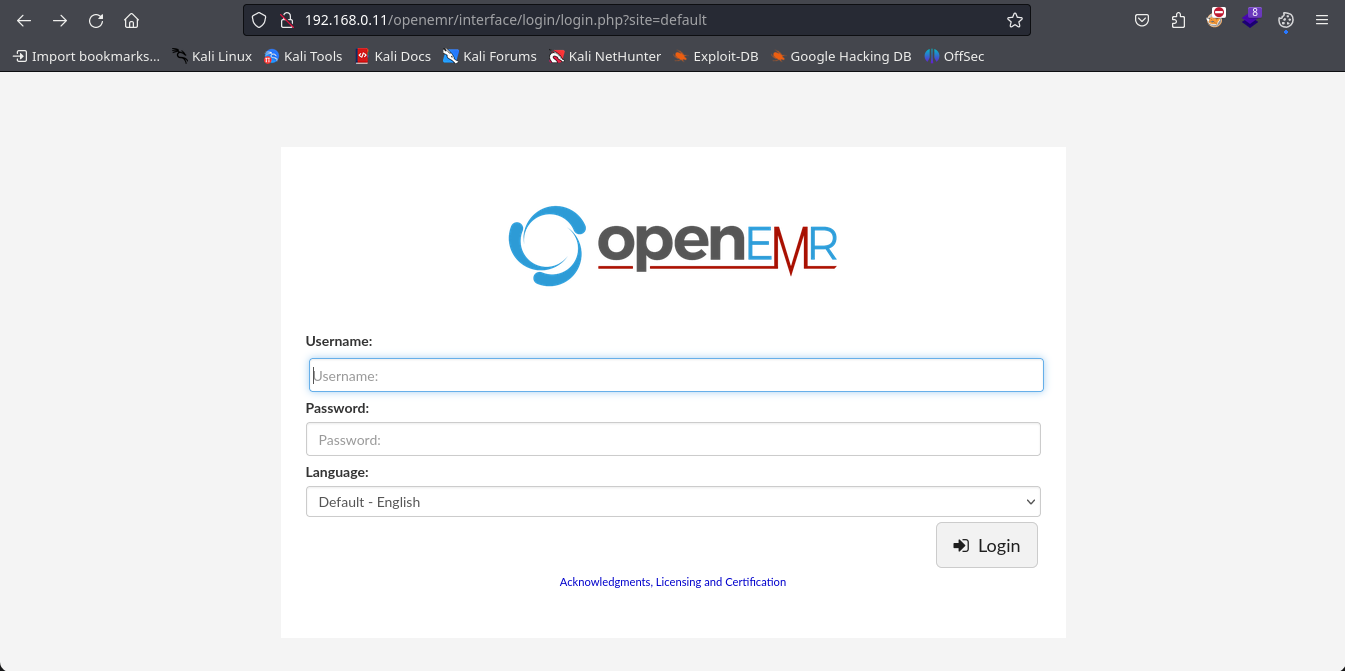 192.168.0.11/openemr/interface/login/login.php?site=default
8
Import bookmarks... Kali Linux Kali Tools Kali Docs Kali Forums Kali NetHunter Exploit-DB Google Hacking DB OffSec
openEMR
Username:
Username:
Password:
Password:
Language:
Default - English
Login
Acknowledgments, Licensing and Certification